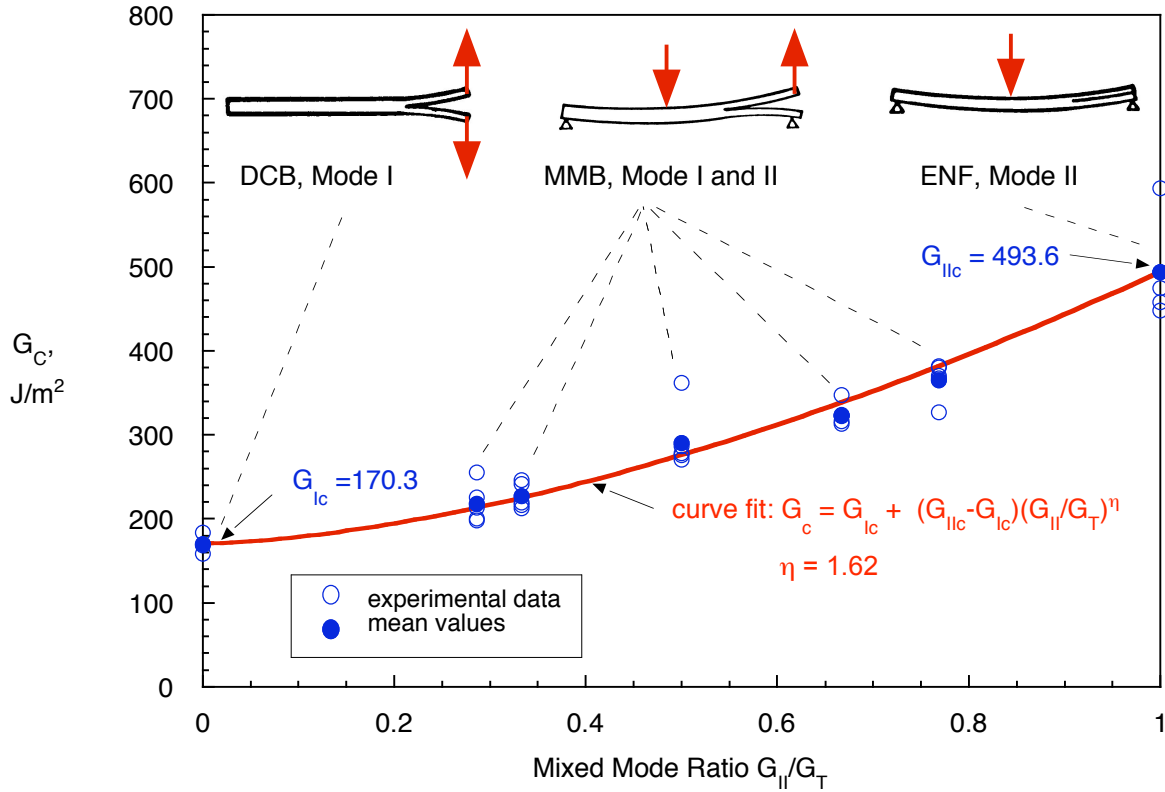 800
700
600
500
400
300
200
100
0
G_C,
J/m²
DCB, Mode I
MMB, Mode I and II
ENF, Mode II
G_IIc = 493.6
G_Ic =170.3
curve fit: G_c = G_Ic + (G_IIc-G_Ic)(G_II/G_T)^η
η = 1.62
experimental data
mean values
0 0.2 0.4 0.6 0.8 1
Mixed Mode Ratio G_II/G_T